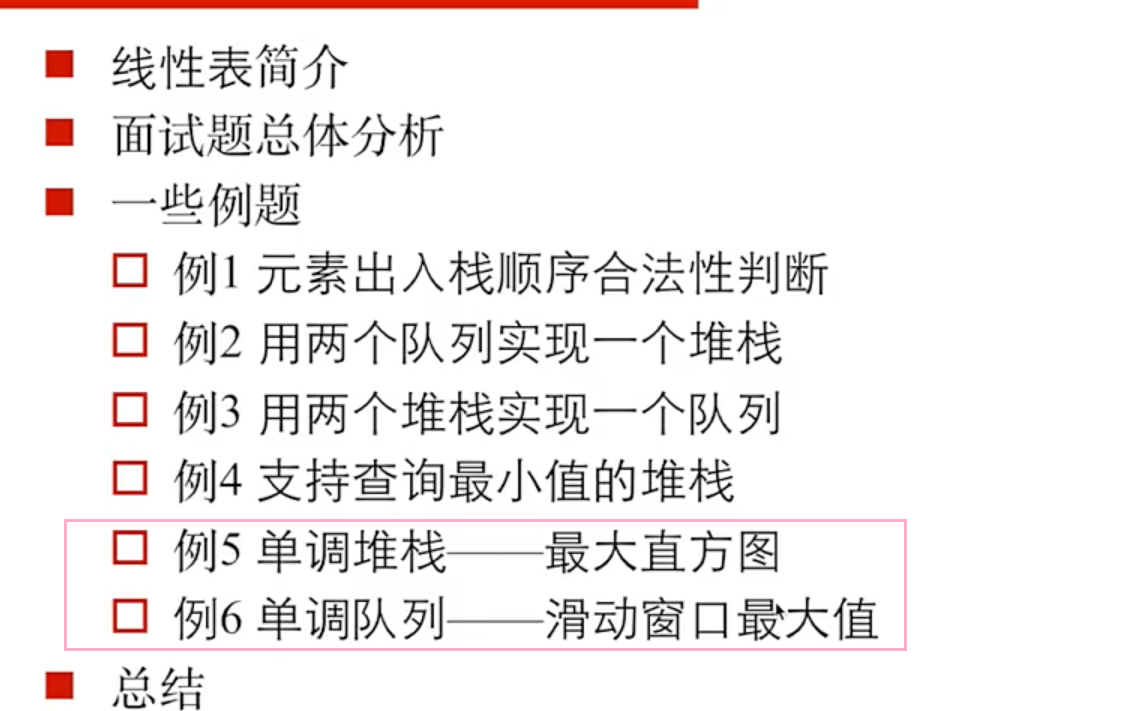 线性表简介
面试题总体分析
一些例题
例1 元素出入栈顺序合法性判断
例2 用两个队列实现一个堆栈
例3 用两个堆栈实现一个队列
例4 支持查询最小值的堆栈
例5 单调堆栈——最大直方图
例6 单调队列——滑动窗口最大值
总结